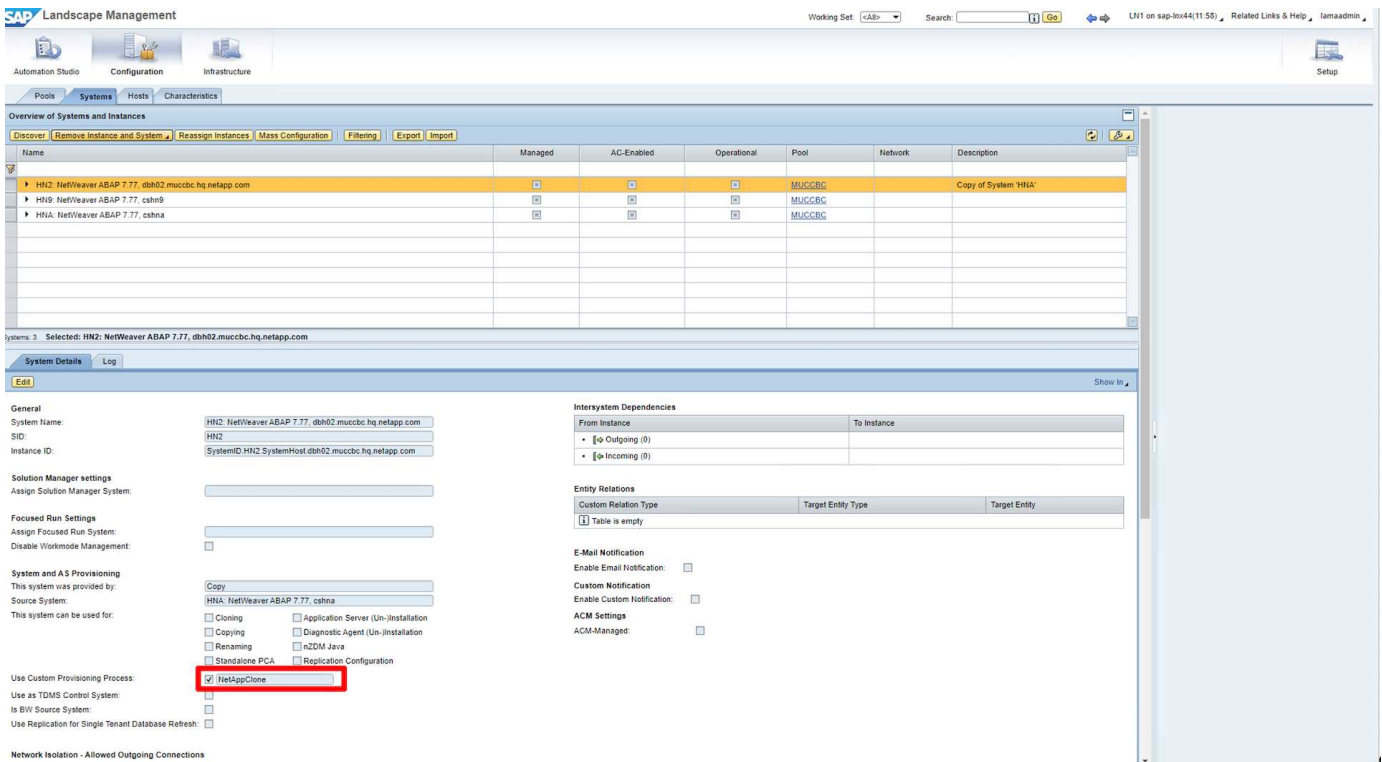 SAP Landscape Management
Working Set: <All> Search: Go LN1 on sap-lnx44(11:58) Related Links & Help lamaadmin
Automation Studio Configuration Infrastructure Setup
Pools Systems Hosts Characteristics
Overview of Systems and Instances
Discover Remove Instance and System Reassign Instances Mass Configuration Filtering Export Import
Name Managed AC-Enabled Operational Pool Network Description
HN2: NetWeaver ABAP 7.77, dbh02.muccbc.hq.netapp.com MUCCBC Copy of System 'HNA'
HN9: NetWeaver ABAP 7.77, cshn9 MUCCBC
HNA: NetWeaver ABAP 7.77, cshna MUCCBC
Systems: 3 Selected: HN2: NetWeaver ABAP 7.77, dbh02.muccbc.hq.netapp.com
System Details Log
Edit Show In
General
System Name: HN2: NetWeaver ABAP 7.77, dbh02.muccbc.hq.netapp.com
SID: HN2
Instance ID: SystemID.HN2.SystemHost.dbh02.muccbc.hq.netapp.com
Solution Manager settings
Assign Solution Manager System:
Focused Run Settings
Assign Focused Run System:
Disable Workmode Management:
System and AS Provisioning
This system was provided by: Copy
Source System: HNA: NetWeaver ABAP 7.77, cshna
This system can be used for: Cloning Application Server (Un-)Installation
Copying Diagnostic Agent (Un-)Installation
Renaming nZDM Java
Standalone PCA Replication Configuration
Use Custom Provisioning Process: NetAppClone
Use as TDMS Control System:
Is BW Source System:
Use Replication for Single Tenant Database Refresh:
Network Isolation - Allowed Outgoing Connections
Intersystem Dependencies
From Instance To Instance
Outgoing (0)
Incoming (0)
Entity Relations
Custom Relation Type Target Entity Type Target Entity
Table is empty
E-Mail Notification
Enable Email Notification:
Custom Notification
Enable Custom Notification:
ACM Settings
ACM-Managed: